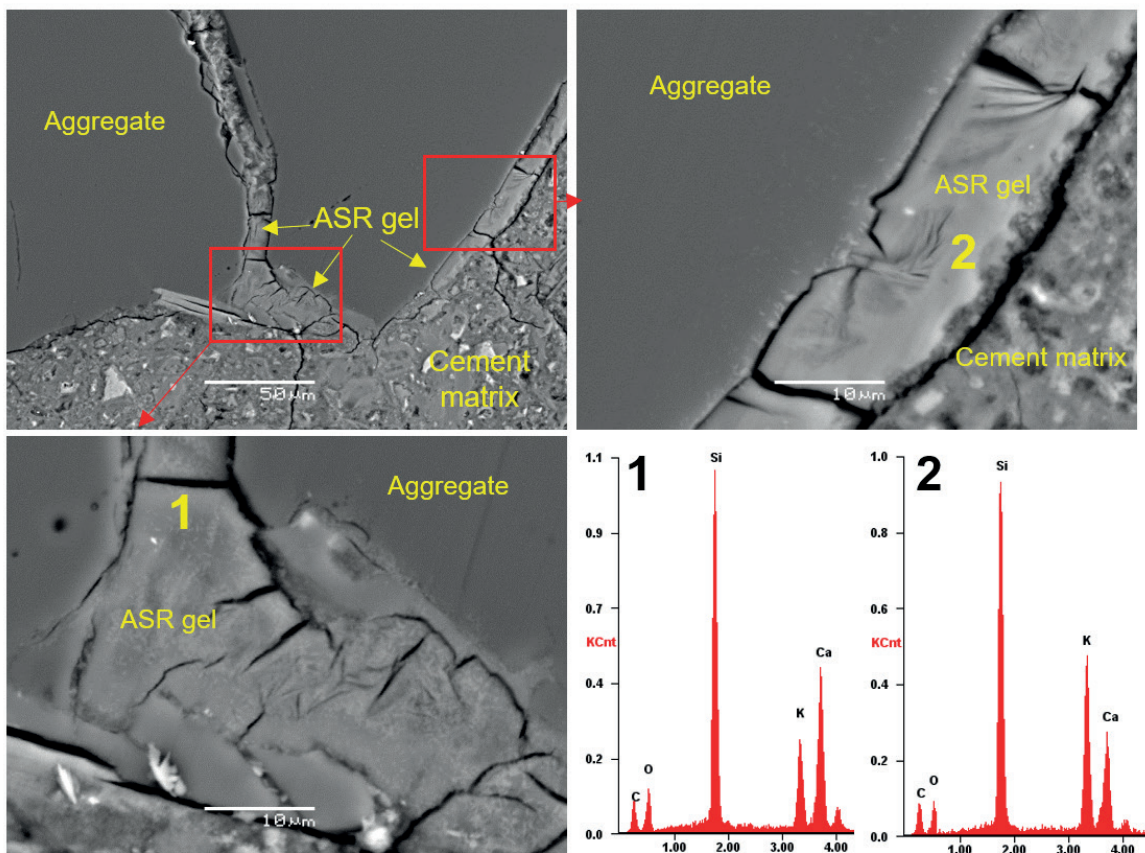 Aggregate
ASR gel
Cement
matrix
50μm
Aggregate
ASR gel
2
Cement matrix
10μm
1
Aggregate
ASR gel
10μm
1
1.1
0.9
0.7
KCnt
0.4
0.2
0.0
C
O
Si
K
Ca
1.00
2.00
3.00
4.00
2
1.0
0.8
0.6
KCnt
0.4
0.2
0.0
C
O
Si
K
Ca
1.00
2.00
3.00
4.00